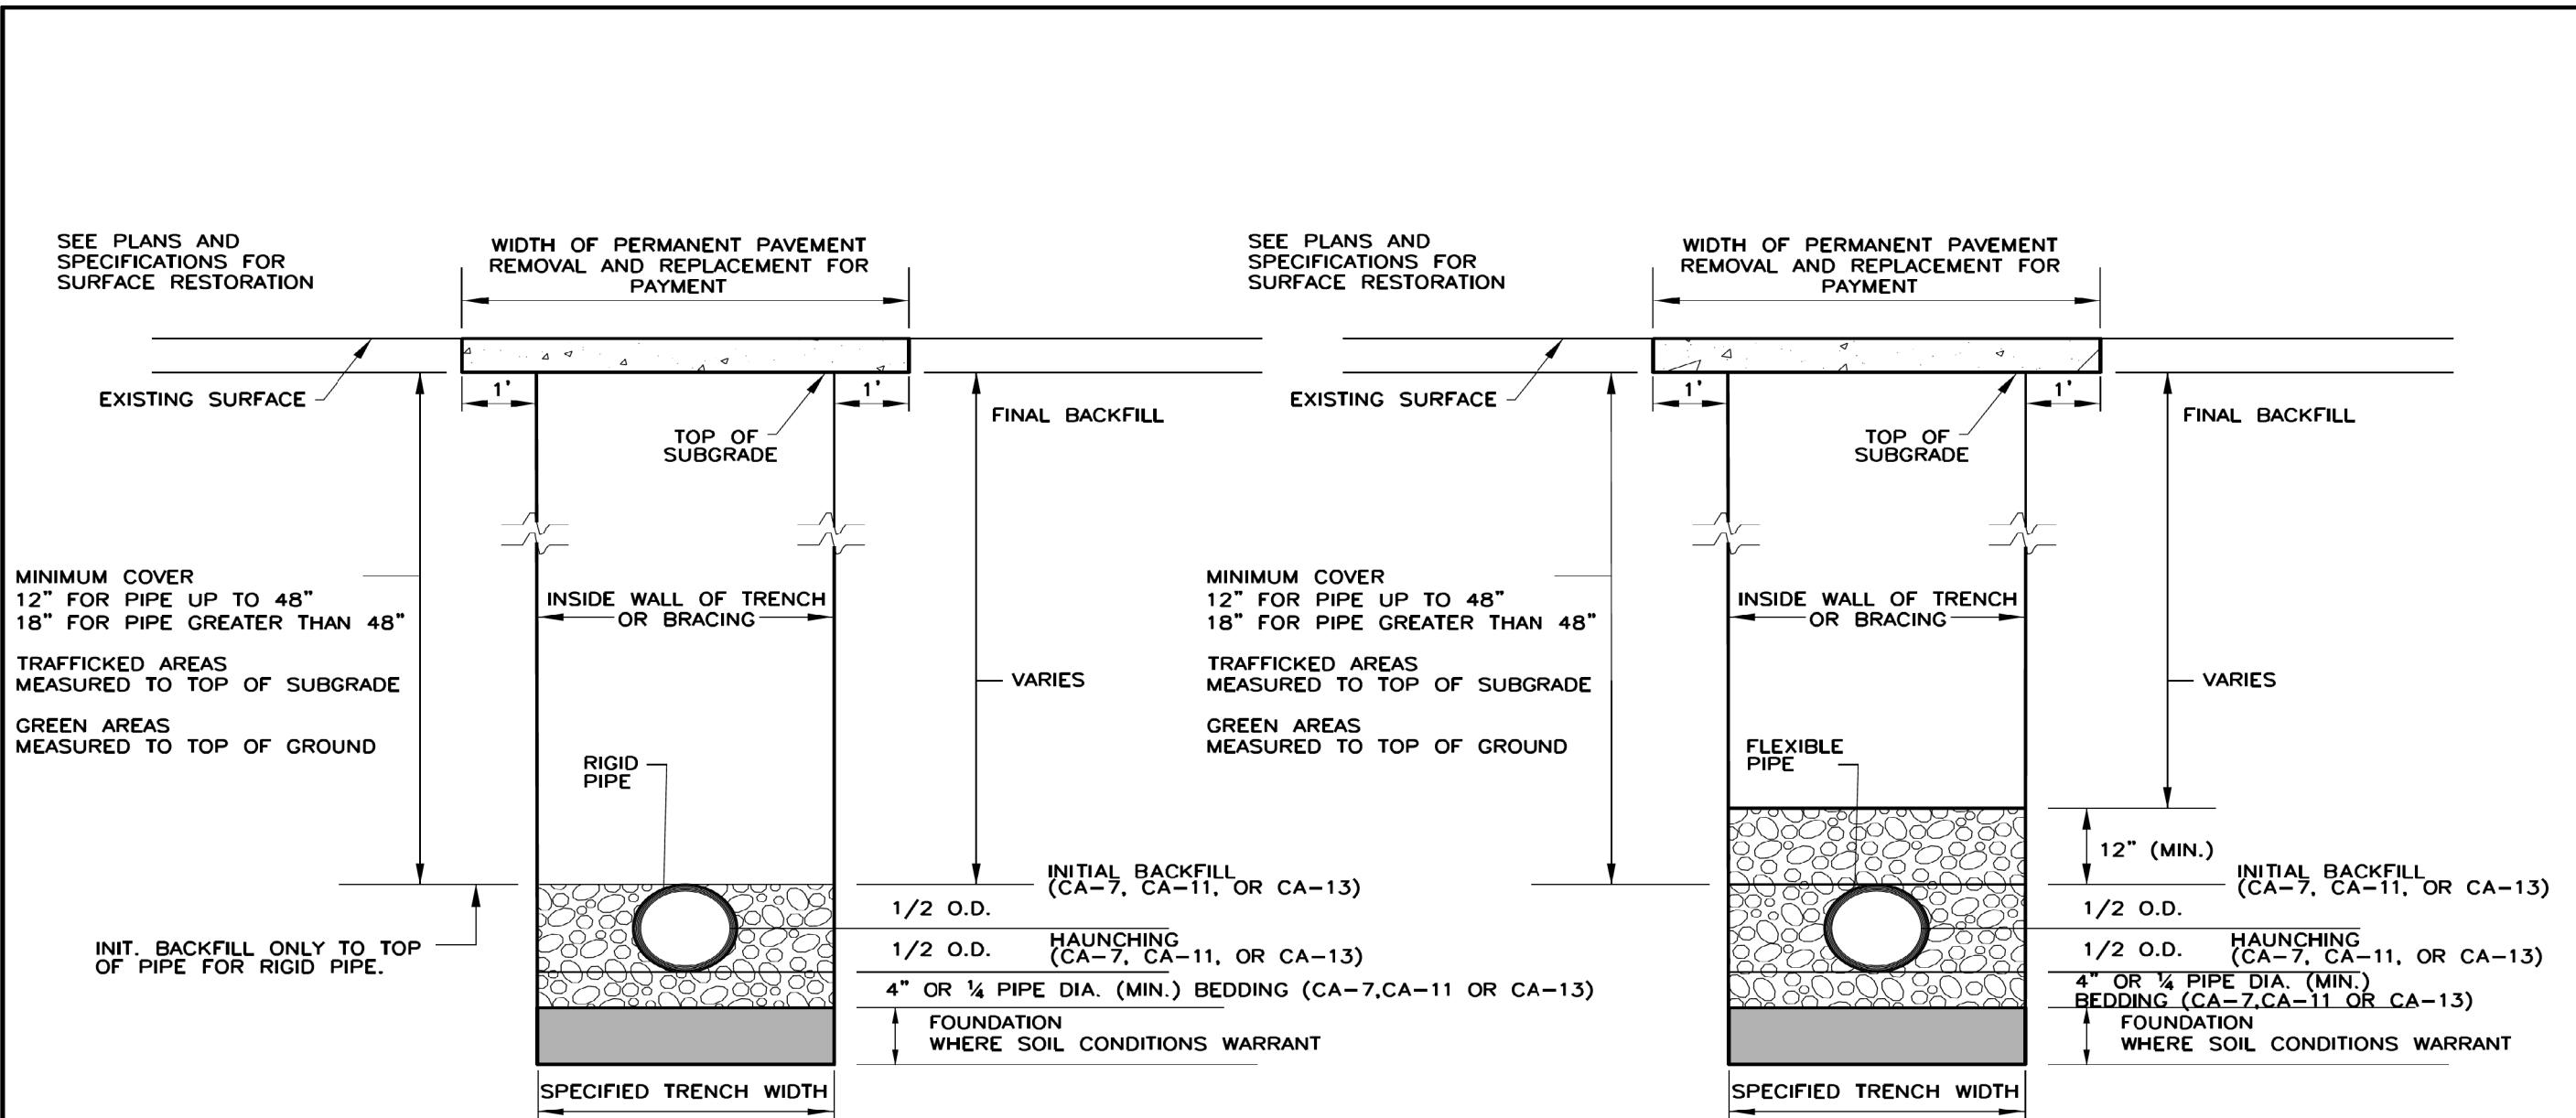 SEE PLANS AND
SPECIFICATIONS FOR
SURFACE RESTORATION
WIDTH OF PERMANENT PAVEMENT
REMOVAL AND REPLACEMENT FOR
PAYMENT
EXISTING SURFACE
1'
1'
TOP OF
SUBGRADE
FINAL BACKFILL
MINIMUM COVER
12" FOR PIPE UP TO 48"
18" FOR PIPE GREATER THAN 48"
TRAFFICKED AREAS
MEASURED TO TOP OF SUBGRADE
GREEN AREAS
MEASURED TO TOP OF GROUND
INSIDE WALL OF TRENCH
OR BRACING
VARIES
RIGID
PIPE
INIT. BACKFILL ONLY TO TOP
OF PIPE FOR RIGID PIPE.
INITIAL BACKFILL
(CA-7, CA-11, OR CA-13)
1/2 O.D.
1/2 O.D.
HAUNCHING
(CA-7, CA-11, OR CA-13)
4" OR ¼ PIPE DIA. (MIN.) BEDDING (CA-7,CA-11 OR CA-13)
FOUNDATION
WHERE SOIL CONDITIONS WARRANT
SPECIFIED TRENCH WIDTH
SEE PLANS AND
SPECIFICATIONS FOR
SURFACE RESTORATION
WIDTH OF PERMANENT PAVEMENT
REMOVAL AND REPLACEMENT FOR
PAYMENT
EXISTING SURFACE
1'
1'
TOP OF
SUBGRADE
FINAL BACKFILL
MINIMUM COVER
12" FOR PIPE UP TO 48"
18" FOR PIPE GREATER THAN 48"
TRAFFICKED AREAS
MEASURED TO TOP OF SUBGRADE
GREEN AREAS
MEASURED TO TOP OF GROUND
INSIDE WALL OF TRENCH
OR BRACING
VARIES
FLEXIBLE
PIPE
12" (MIN.)
INITIAL BACKFILL
(CA-7, CA-11, OR CA-13)
1/2 O.D.
1/2 O.D.
HAUNCHING
(CA-7, CA-11, OR CA-13)
4" OR ¼ PIPE DIA. (MIN.)
BEDDING (CA-7,CA-11 OR CA-13)
FOUNDATION
WHERE SOIL CONDITIONS WARRANT
SPECIFIED TRENCH WIDTH